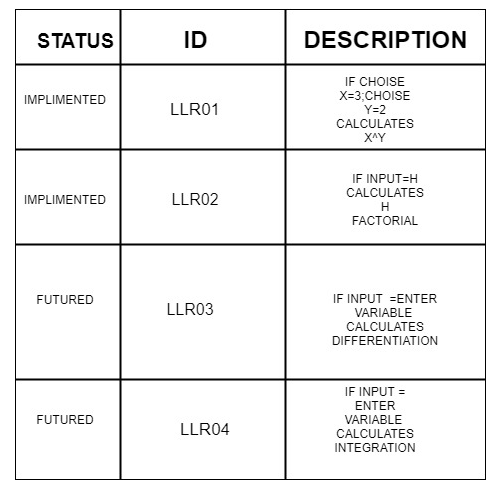 STATUS ID DESCRIPTION
IMPLIMENTED LLR01 IF CHOISE
X=3;CHOISE
Y=2
CALCULATES
X^Y
IMPLIMENTED LLR02 IF INPUT=H
CALCULATES
H
FACTORIAL
FUTURED LLR03 IF INPUT =ENTER
VARIABLE
CALCULATES
DIFFERENTIATION
FUTURED LLR04 IF INPUT =
ENTER
VARIABLE
CALCULATES
INTEGRATION